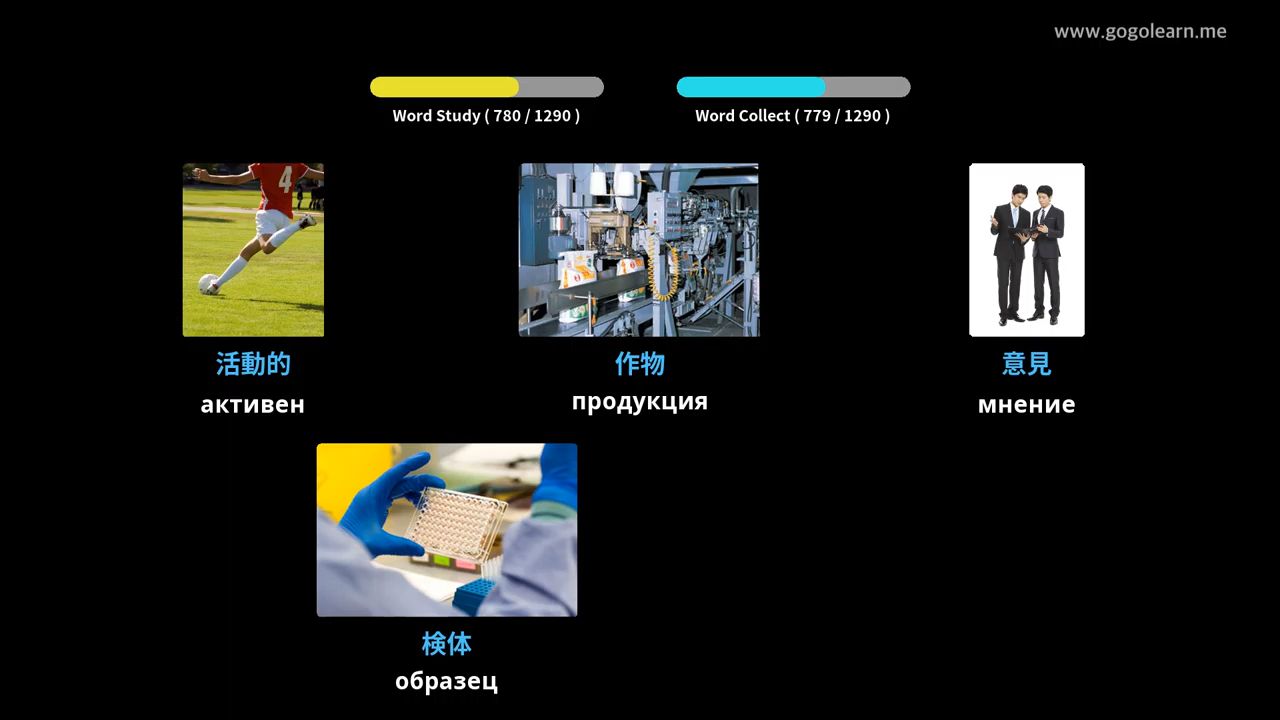 www.gogolearn.me
Word Study ( 780 / 1290 )
Word Collect ( 779 / 1290 )
4
活動的
作物
意見
активен
продукция
мнение
検体
образец